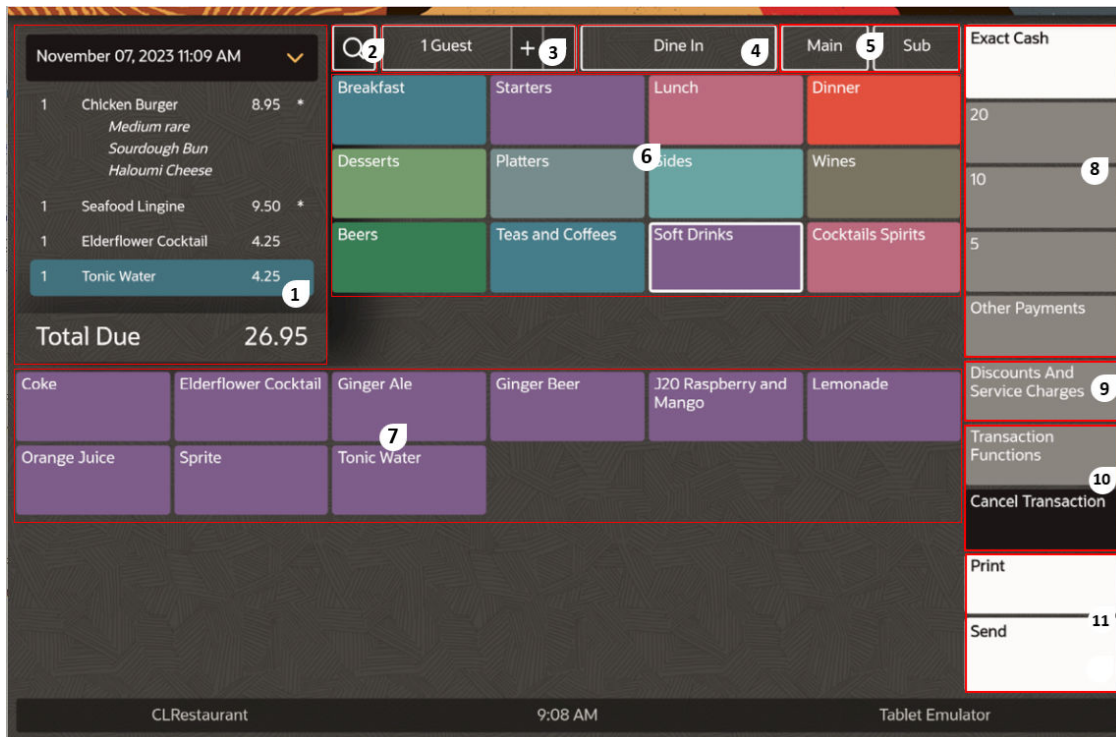 November 07, 2023 11:09 AM
1 Chicken Burger 8.95 *
Medium rare
Sourdough Bun
Haloumi Cheese
1 Seafood Lingine 9.50 *
1 Elderflower Cocktail 4.25
1 Tonic Water 4.25
1
Total Due 26.95
2
1 Guest + 3
Dine In 4
Main 5 Sub
Breakfast Starters Lunch Dinner
Desserts Platters 6 Sides Wines
Beers Teas and Coffees Soft Drinks Cocktails Spirits
Coke Elderflower Cocktail Ginger Ale Ginger Beer J20 Raspberry and
Mango Lemonade
7
Orange Juice Sprite Tonic Water
Exact Cash
20
8
10
5
Other Payments
Discounts And
Service Charges 9
Transaction
Functions
10
Cancel Transaction
Print
11
Send
CLRestaurant 9:08 AM Tablet Emulator